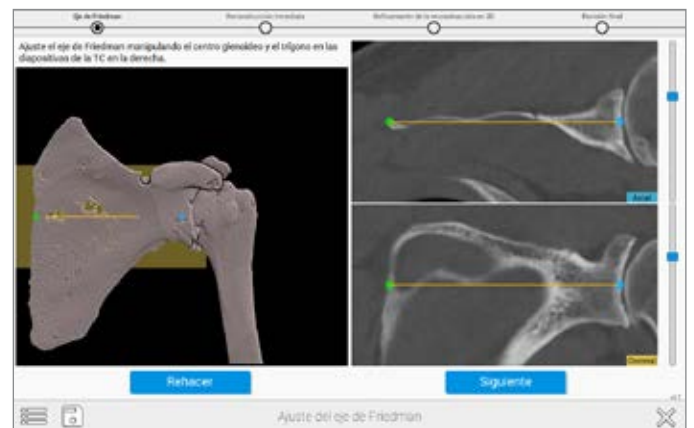 Eje de Friedman
Reconstrucción inmediata
Refinamiento de la reconstrucción en 3D
Revisión final
Ajuste el eje de Friedman manipulando el centro glenoideo y el trígono en las
diapositivas de la TC en la derecha.
Axial
Coronal
Rehacer
Siguiente
Ajuste del eje de Friedman